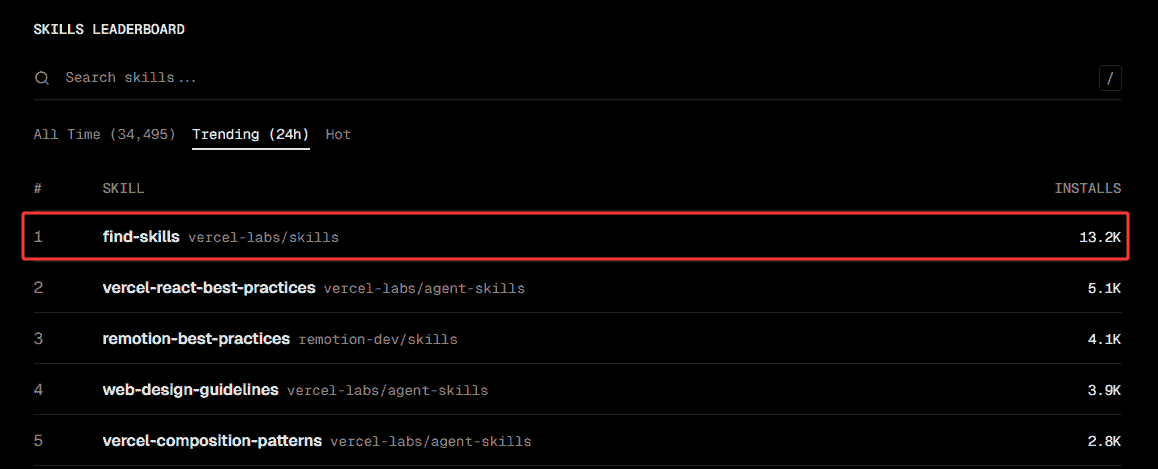 SKILLS LEADERBOARD
Search skills... /
All Time (34,495) Trending (24h) Hot
# SKILL INSTALLS
1 find-skills vercel-labs/skills 13.2K
2 vercel-react-best-practices vercel-labs/agent-skills 5.1K
3 remotion-best-practices remotion-dev/skills 4.1K
4 web-design-guidelines vercel-labs/agent-skills 3.9K
5 vercel-composition-patterns vercel-labs/agent-skills 2.8K